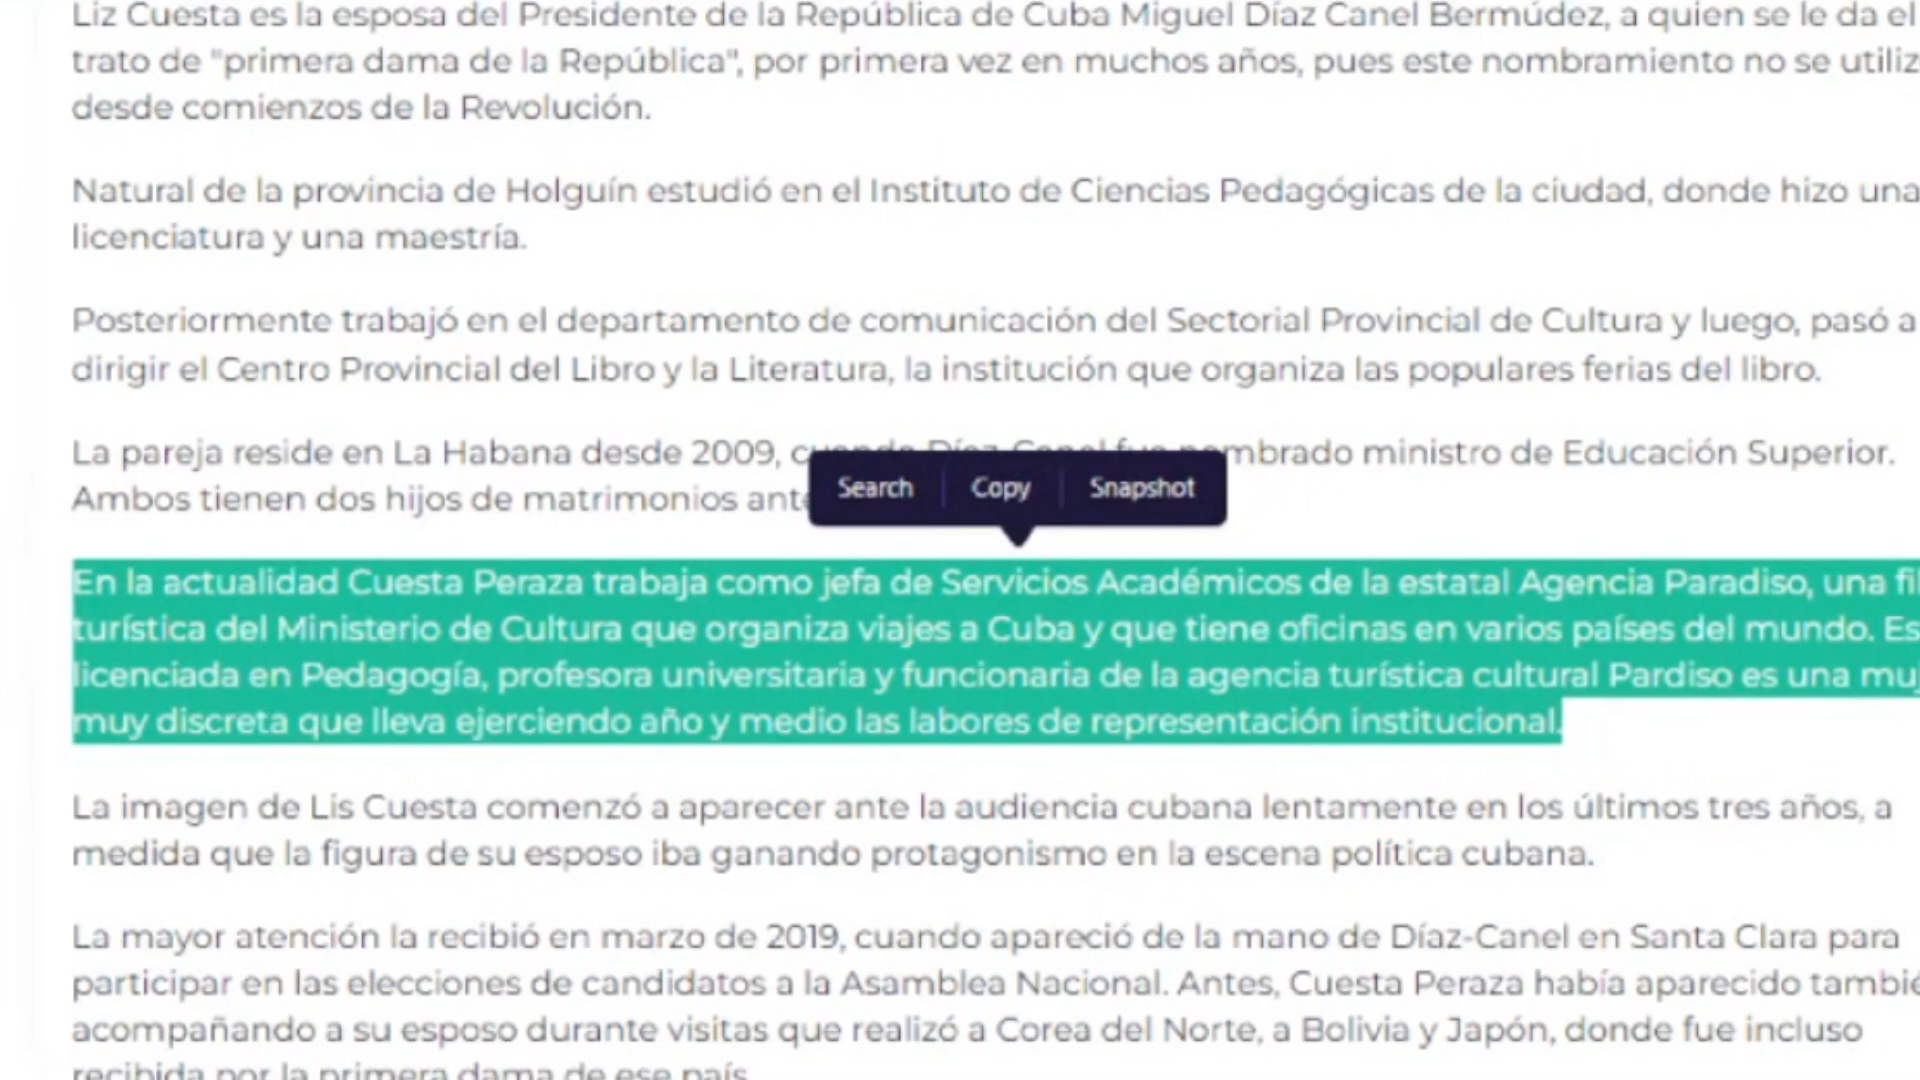 Liz Cuesta es la esposa del Presidente de la República de Cuba Miguel Díaz Canel Bermúdez, a quien se le da el
trato de "primera dama de la República", por primera vez en muchos años, pues este nombramiento no se utiliz
desde comienzos de la Revolución.
Natural de la provincia de Holguín estudió en el Instituto de Ciencias Pedagógicas de la ciudad, donde hizo una
licenciatura y una maestría.
Posteriormente trabajó en el departamento de comunicación del Sectorial Provincial de Cultura y luego, pasó a
dirigir el Centro Provincial del Libro y la Literatura, la institución que organiza las populares ferias del libro.
La pareja reside en La Habana desde 2009, cuando Díaz-Canel fue nombrado ministro de Educación Superior.
Ambos tienen dos hijos de matrimonios ante
Search Copy Snapshot
En la actualidad Cuesta Peraza trabaja como jefa de Servicios Académicos de la estatal Agencia Paradiso, una fil
turística del Ministerio de Cultura que organiza viajes a Cuba y que tiene oficinas en varios países del mundo. Es
licenciada en Pedagogía, profesora universitaria y funcionaria de la agencia turística cultural Pardiso es una muj
muy discreta que lleva ejerciendo año y medio las labores de representación institucional.
La imagen de Lis Cuesta comenzó a aparecer ante la audiencia cubana lentamente en los últimos tres años, a
medida que la figura de su esposo iba ganando protagonismo en la escena política cubana.
La mayor atención la recibió en marzo de 2019, cuando apareció de la mano de Díaz-Canel en Santa Clara para
participar en las elecciones de candidatos a la Asamblea Nacional. Antes, Cuesta Peraza había aparecido tambié
acompañando a su esposo durante visitas que realizó a Corea del Norte, a Bolivia y Japón, donde fue incluso
recibida por la primera dama de ese país.